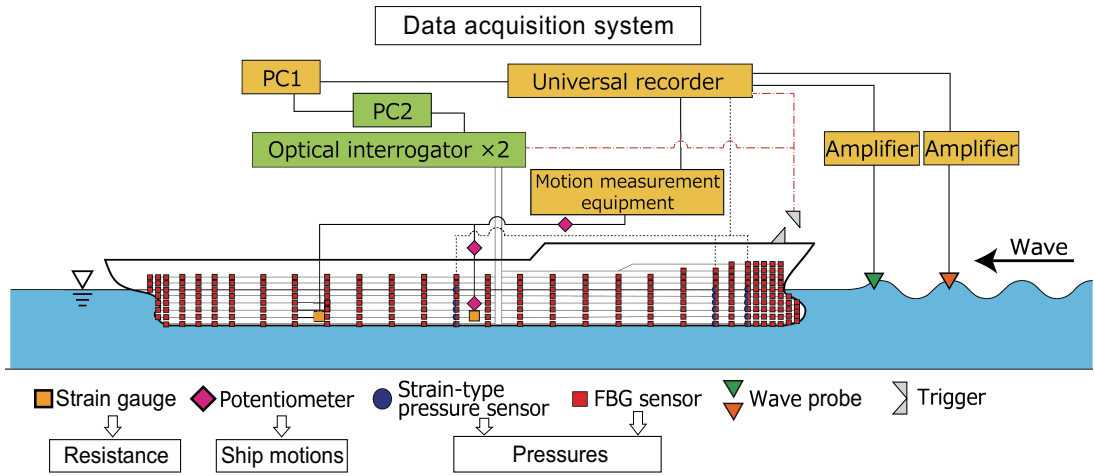 Data acquisition system
PC1
Universal recorder
PC2
Optical interrogator ×2
Amplifier
Amplifier
Motion measurement
equipment
Wave
Strain gauge
Potentiometer
Strain-type
pressure sensor
FBG sensor
Wave probe
Trigger
Resistance
Ship motions
Pressures